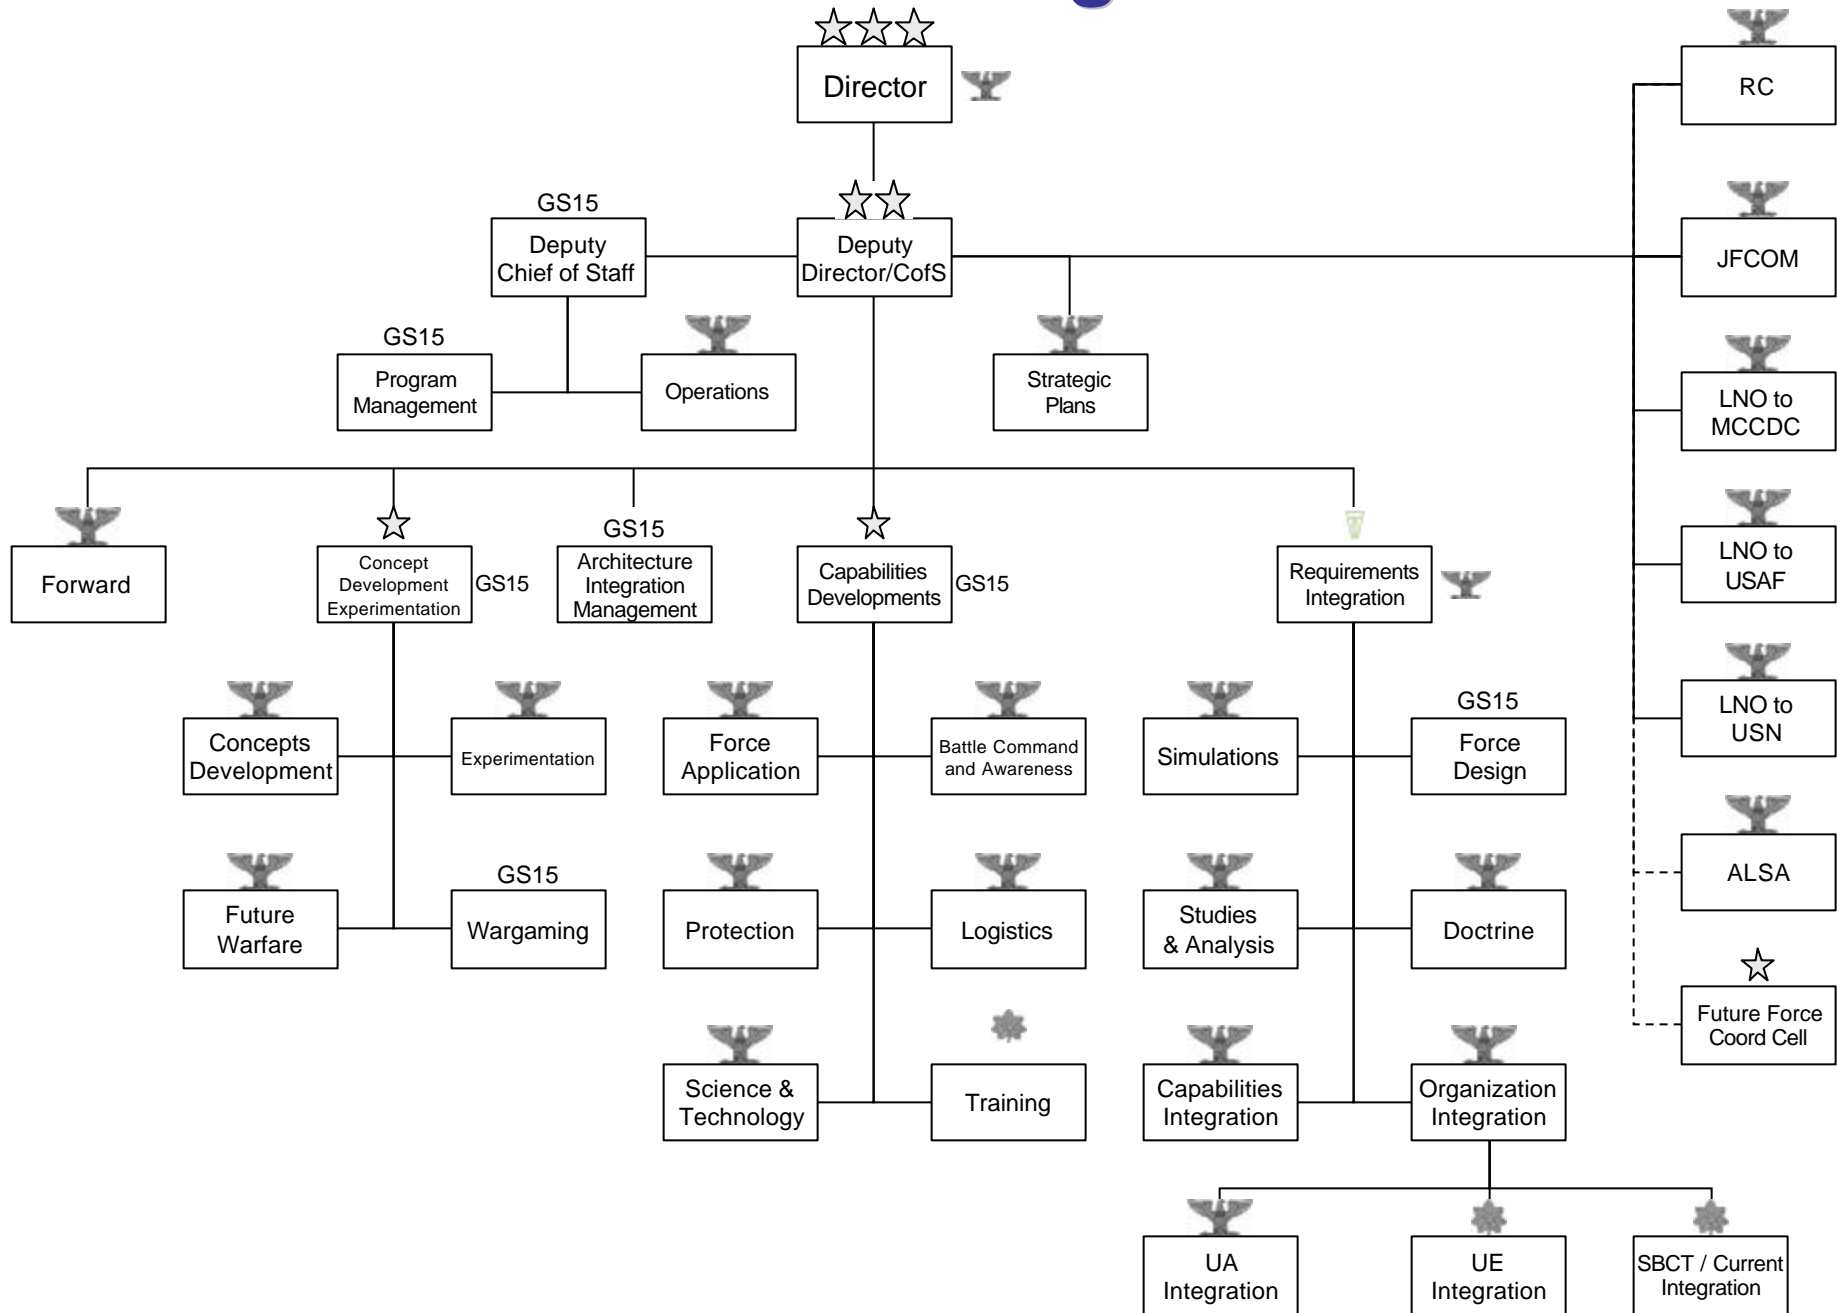 Director
RC
GS15
Deputy
Chief of Staff
Deputy
Director/CofS
JFCOM
GS15
Program
Management
Operations
Strategic
Plans
LNO to
MCCDC
Forward
Concept
Development
Experimentation
GS15
GS15
Architecture
Integration
Management
Capabilities
Developments
GS15
Requirements
Integration
LNO to
USAF
Concepts
Development
Experimentation
Force
Application
Battle Command
and Awareness
Simulations
GS15
Force
Design
LNO to
USN
Future
Warfare
GS15
Wargaming
Protection
Logistics
Studies
& Analysis
Doctrine
ALSA
Science &
Technology
Training
Capabilities
Integration
Organization
Integration
Future Force
Coord Cell
UA
Integration
UE
Integration
SBCT / Current
Integration